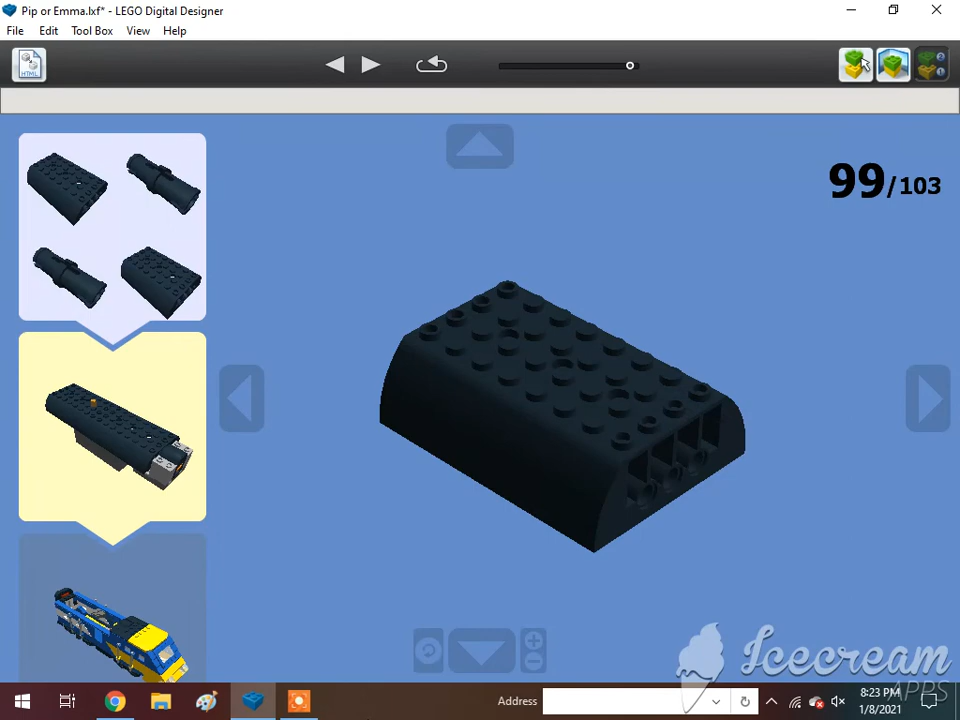 Pip or Emma.lxf* - LEGO Digital Designer
File Edit Tool Box View Help
HTML
99/103
Icecream
APPS
Address
8:23 PM
1/8/2021